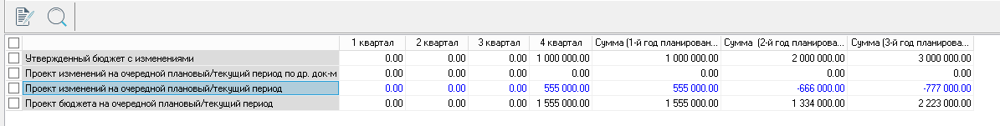 1 квартал 2 квартал 3 квартал 4 квартал Сумма (1-й год планирован... Сумма (2-й год планирова... Сумма (3-й год планирова...
Утвержденный бюджет с изменениями 0.00 0.00 0.00 1 000 000.00 1 000 000.00 2 000 000.00 3 000 000.00
Проект изменений на очередной плановый/текущий период по др. док-м 0.00 0.00 0.00 0.00 0.00 0.00 0.00
Проект изменений на очередной плановый/текущий период 0.00 0.00 0.00 555 000.00 555 000.00 -666 000.00 -777 000.00
Проект бюджета на очередной плановый/текущий период 0.00 0.00 0.00 1 555 000.00 1 555 000.00 1 334 000.00 2 223 000.00